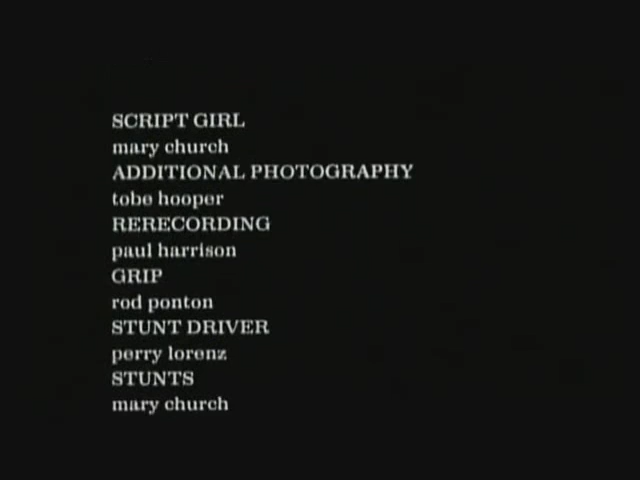 SCRIPT GIRL
mary church
ADDITIONAL PHOTOGRAPHY
tobe hooper
RERECORDING
paul harrison
GRIP
rod ponton
STUNT DRIVER
perry lorenz
STUNTS
mary church